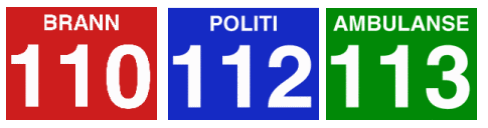 BRANN
110
POLITI
112
AMBULANSE
113